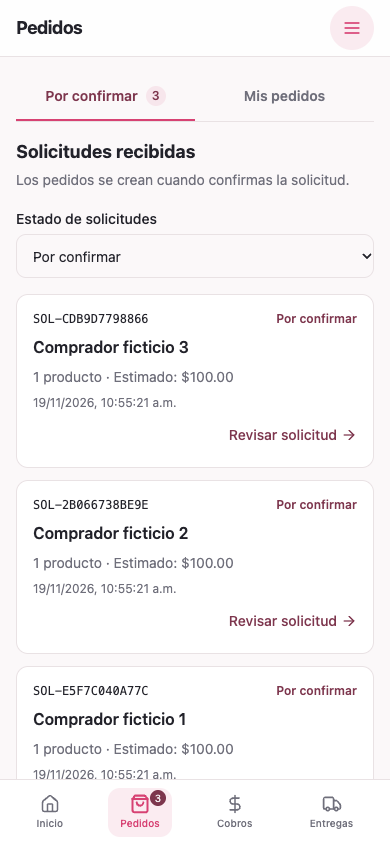 Pedidos
Por confirmar 3
Mis pedidos
Solicitudes recibidas
Los pedidos se crean cuando confirmas la solicitud.
Estado de solicitudes
Por confirmar
SOL-CDB9D7798866
Por confirmar
Comprador ficticio 3
1 producto · Estimado: $100.00
19/11/2026, 10:55:21 a.m.
Revisar solicitud →
SOL-2B066738BE9E
Por confirmar
Comprador ficticio 2
1 producto · Estimado: $100.00
19/11/2026, 10:55:21 a.m.
Revisar solicitud →
SOL-E5F7C040A77C
Por confirmar
Comprador ficticio 1
1 producto · Estimado: $100.00
19/11/2026, 10:55:21 a.m.
3
Inicio
Pedidos
Cobros
Entregas